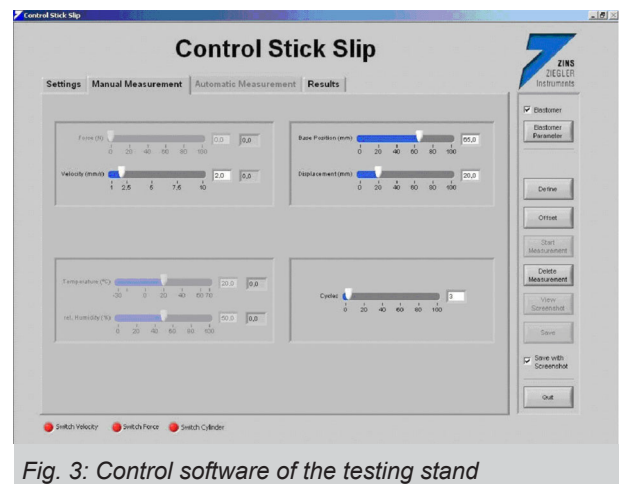 Control Stick Slip
Control Stick Slip
ZINS
ZIEGLER
Instruments
Settings Manual Measurement Automatic Measurement Results
Force (N) 0,0 0,0
0 20 40 60 80 100
Velocity (mm/s) 2,0 0,0
1 2,5 5 7,5 10
Base Position (mm) 65,0
0 20 40 60 80 100
Displacement (mm) 20,0
0 20 40 60 80 100
Temperature (°C) 20,0 0,0
-30 0 20 40 60 80
rel. Humidity (%) 50,0 0,0
0 20 40 60 80 100
Cycles 3
0 20 40 60 80 100
Elastomer
Elastomer
Parameter
Define
Offset
Start
Measurement
Delete
Measurement
View
Screenshot
Save
Save with
Screenshot
Quit
Switch Velocity Switch Force Switch Cylinder
Fig. 3: Control software of the testing stand